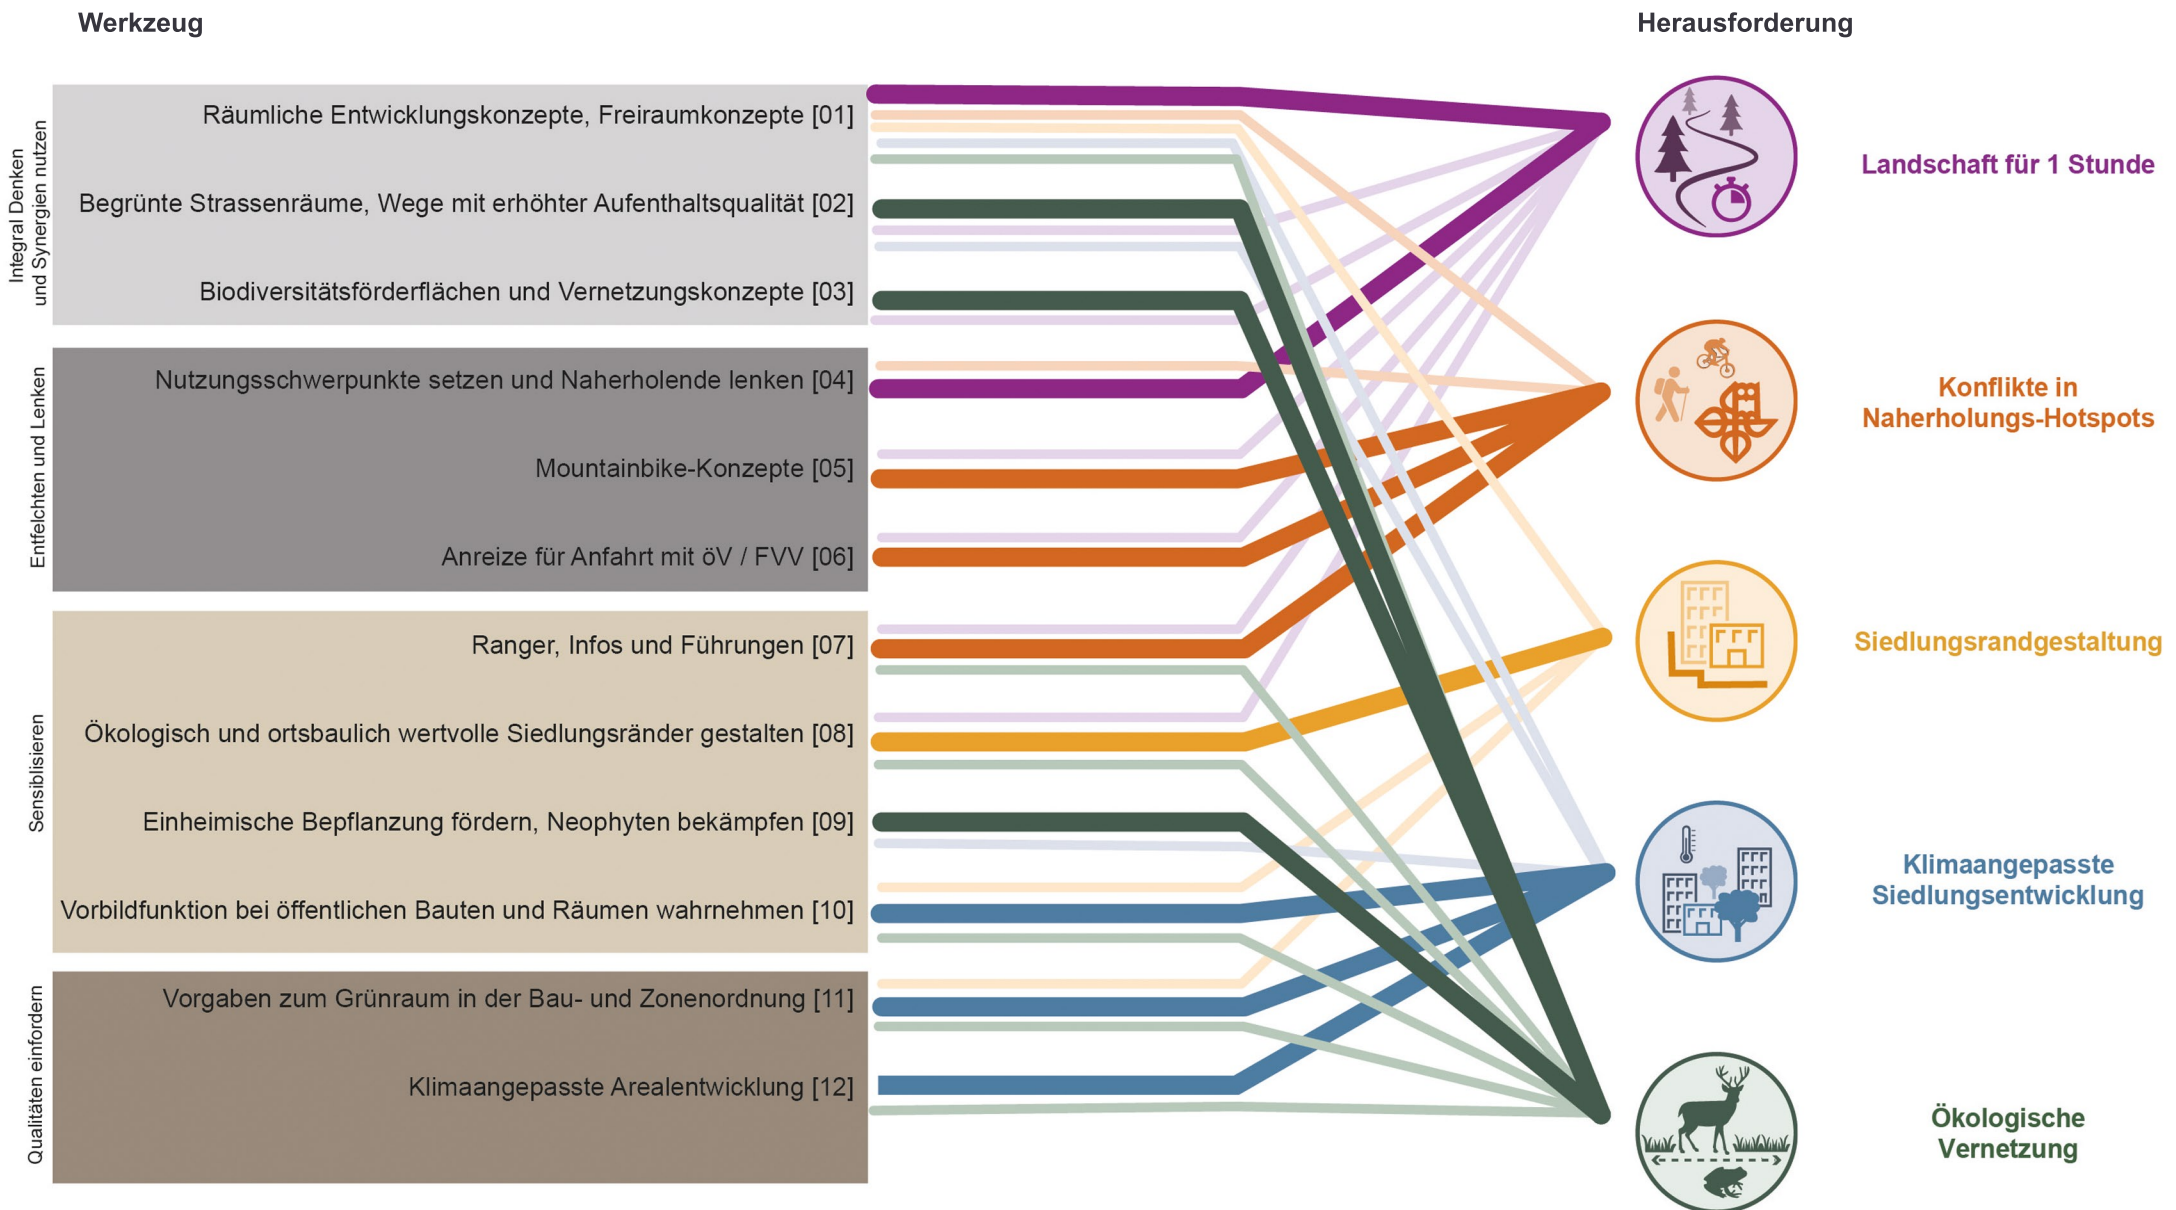 Werkzeug
Herausforderung
Integral Denken
und Synergien nutzen
Räumliche Entwicklungskonzepte, Freiraumkonzepte [01]
Begrünte Strassenräume, Wege mit erhöhter Aufenthaltsqualität [02]
Biodiversitätsförderflächen und Vernetzungskonzepte [03]
Entfelchten und Lenken
Nutzungsschwerpunkte setzen und Naherholende lenken [04]
Mountainbike-Konzepte [05]
Anreize für Anfahrt mit öV / FVV [06]
Sensiblisieren
Ranger, Infos und Führungen [07]
Ökologisch und ortsbaulich wertvolle Siedlungsränder gestalten [08]
Einheimische Bepflanzung fördern, Neophyten bekämpfen [09]
Vorbildfunktion bei öffentlichen Bauten und Räumen wahrnehmen [10]
Qualitäten einfordern
Vorgaben zum Grünraum in der Bau- und Zonenordnung [11]
Klimaangepasste Arealentwicklung [12]
Landschaft für 1 Stunde
Konflikte in
Naherholungs-Hotspots
Siedlungsrandgestaltung
Klimaangepasste
Siedlungsentwicklung
Ökologische
Vernetzung